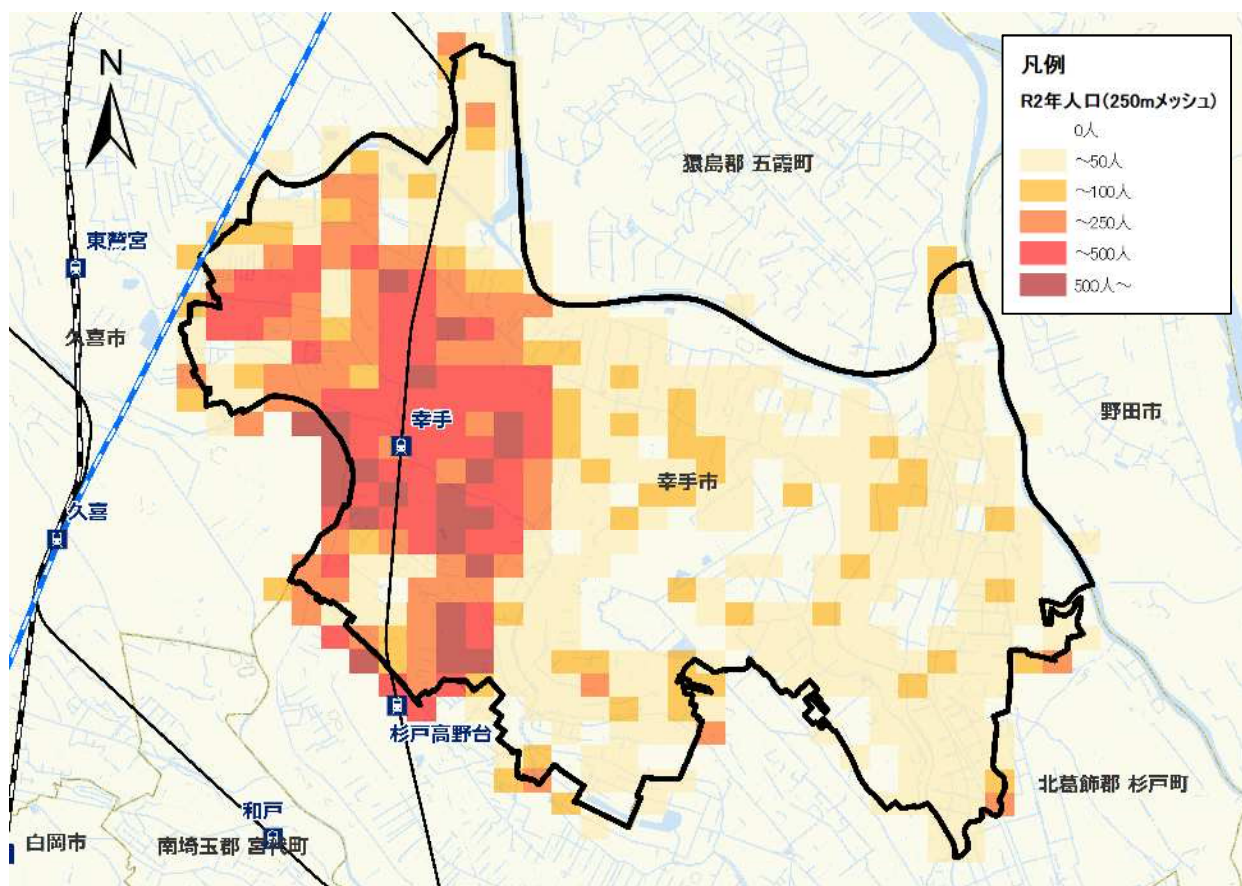 N
凡例
R2年人口(250mメッシュ)
0人
～50人
～100人
～250人
～500人
500人～
猿島郡 五霞町
東鷲宮
久喜市
野田市
幸手
幸手市
久喜
杉戸高野台
北葛飾郡 杉戸町
和戸
白岡市
南埼玉郡 宮代町